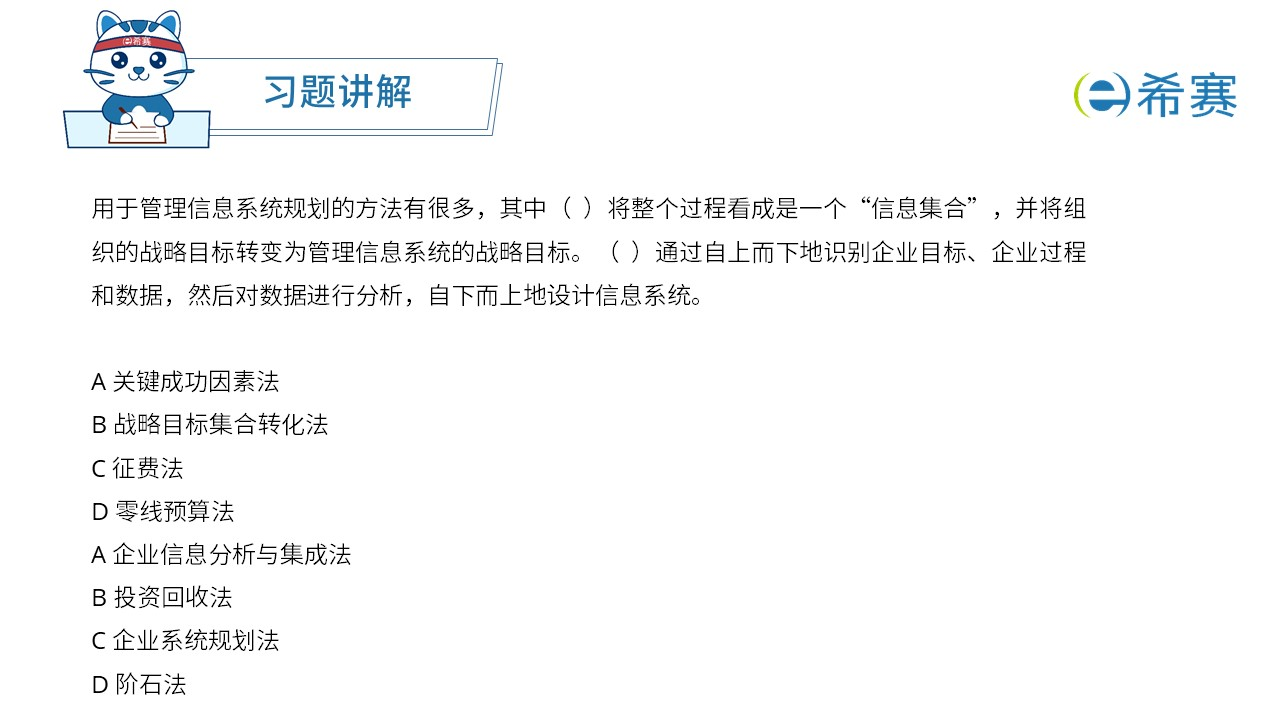 希赛
习题讲解
希赛
用于管理信息系统规划的方法有很多，其中（ ）将整个过程看成是一个“信息集合”，并将组
织的战略目标转变为管理信息系统的战略目标。（ ）通过自上而下地识别企业目标、企业过程
和数据，然后对数据进行分析，自下而上地设计信息系统。
A 关键成功因素法
B 战略目标集合转化法
C 征费法
D 零线预算法
A 企业信息分析与集成法
B 投资回收法
C 企业系统规划法
D 阶石法